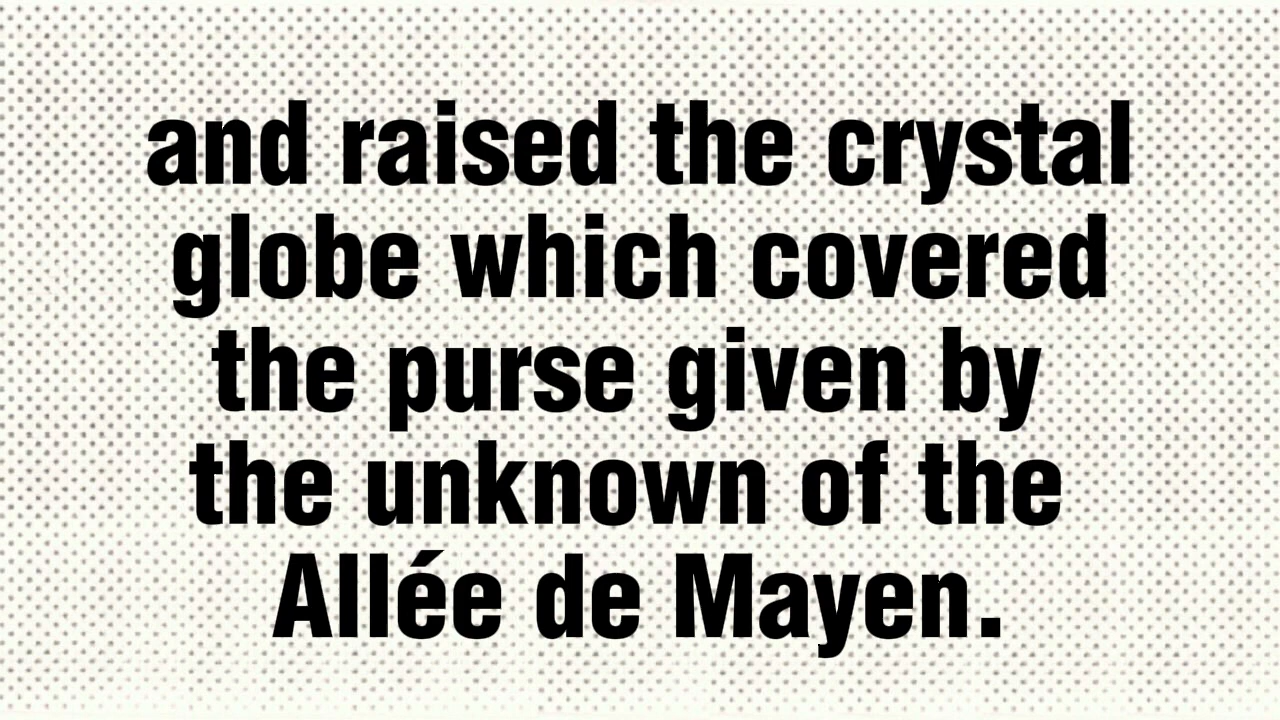 and raised the crystal
globe which covered
the purse given by
the unknown of the
Allée de Mayen.